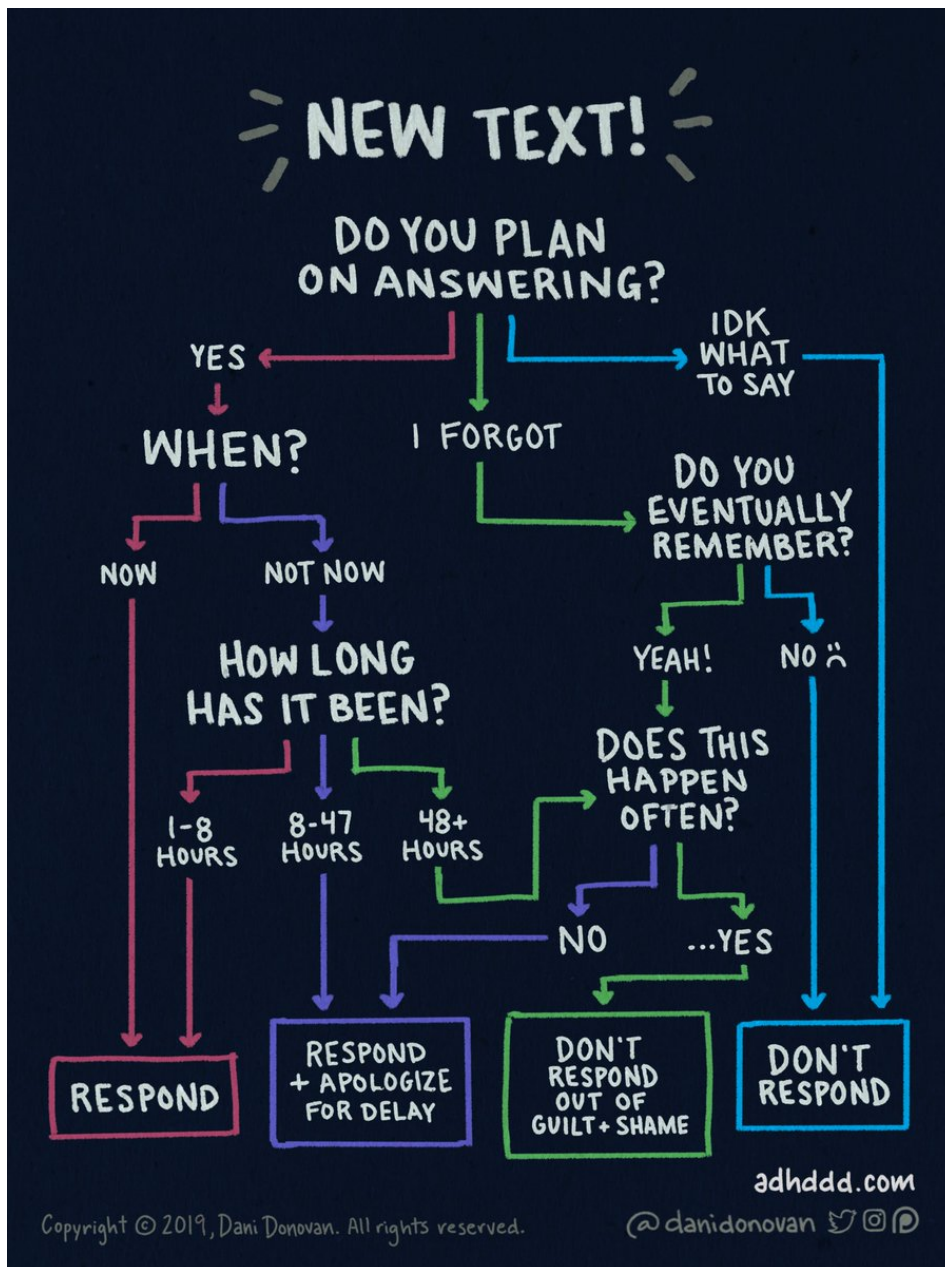 NEW TEXT!
DO YOU PLAN
ON ANSWERING?
YES
IDK
WHAT
TO SAY
WHEN?
I FORGOT
DO YOU
EVENTUALLY
REMEMBER?
NOW
NOT NOW
YEAH!
NO :(
HOW LONG
HAS IT BEEN?
DOES THIS
HAPPEN
OFTEN?
1-8
HOURS
8-47
HOURS
48+
HOURS
NO
...YES
RESPOND
RESPOND
+ APOLOGIZE
FOR DELAY
DON'T
RESPOND
OUT OF
GUILT + SHAME
DON'T
RESPOND
adhddd.com
Copyright © 2019, Dani Donovan. All rights reserved.
@danidonovan